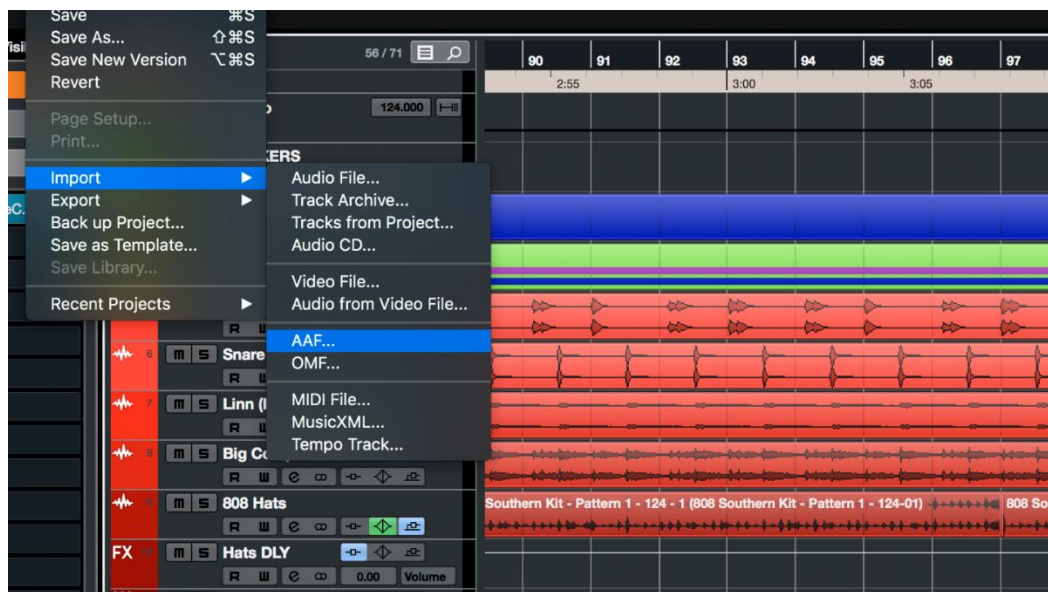 Save ⌘S
Save As... ⇧⌘S
Save New Version ⌥⌘S
Revert
Page Setup...
Print...
Import
Export
Back up Project...
Save as Template...
Save Library...
Recent Projects
Audio File...
Track Archive...
Tracks from Project...
Audio CD...
Video File...
Audio from Video File...
AAF...
OMF...
MIDI File...
MusicXML...
Tempo Track...
56 / 71
90 91 92 93 94 95 96 97
2:55 3:00 3:05
124.000
R
6 m S Snare
R
7 m S Linn
R
8 m S Big
R W e
m S 808 Hats
R W e
Southern Kit - Pattern 1 - 124 - 1 (808 Southern Kit - Pattern 1 - 124-01) 808 So
FX m S Hats DLY
R W e 0.00 Volume